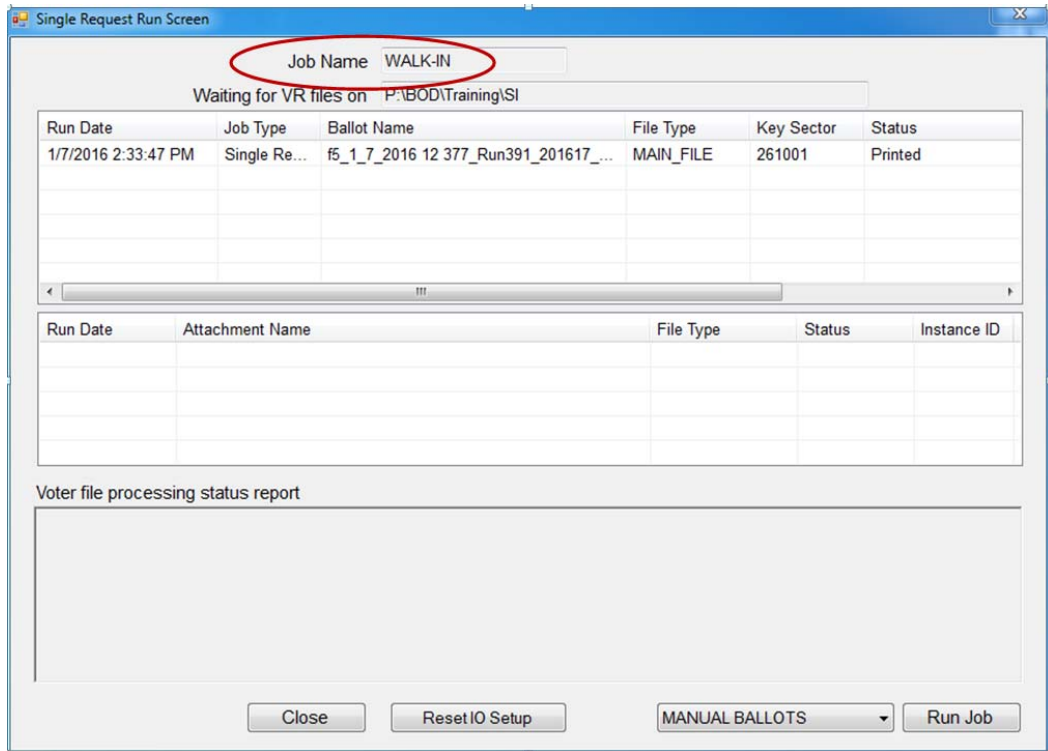 Single Request Run Screen
Job Name WALK-IN
Waiting for VR files on P:\BOD\Training\SI
Run Date Job Type Ballot Name File Type Key Sector Status
1/7/2016 2:33:47 PM Single Re... f5_1_7_2016 12 377_Run391_201617_... MAIN_FILE 261001 Printed
Run Date Attachment Name File Type Status Instance ID
Voter file processing status report
Close Reset IO Setup MANUAL BALLOTS Run Job